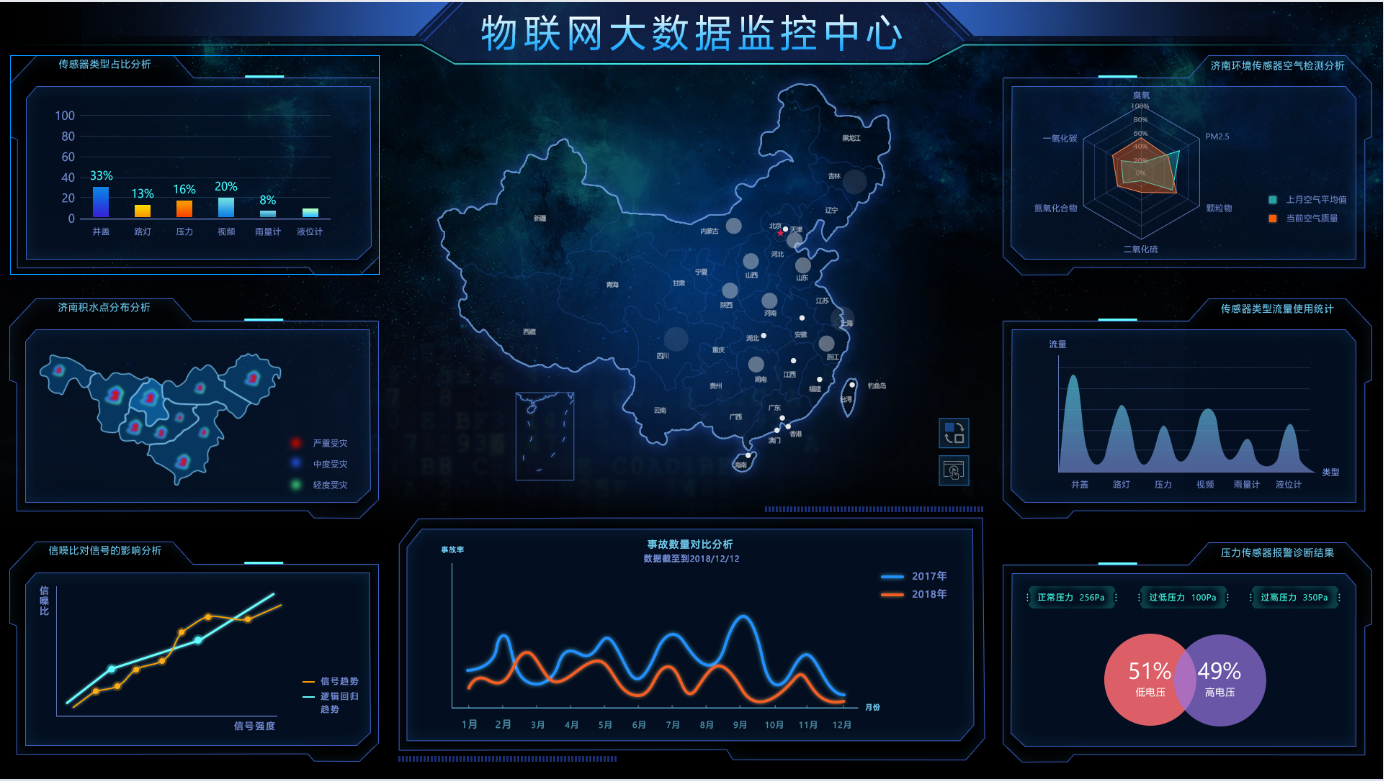 物联网大数据监控中心
传感器类型占比分析
100
80
60
40
20
0
33%
13%
16%
20%
8%
井盖
路灯
压力
视频
雨量计
液位计
济南积水点分布分析
严重受灾
中度受灾
轻度受灾
信噪比对信号的影响分析
信噪比
信号趋势
逻辑回归
趋势
信号强度
黑龙江
吉林
辽宁
新疆
内蒙古
北京
天津
河北
宁夏
山西
山东
青海
甘肃
陕西
河南
江苏
上海
西藏
安徽
湖北
重庆
四川
浙江
江西
湖南
贵州
福建
钓鱼岛
台湾
云南
广西
广东
香港
澳门
海南
事故数量对比分析
数据截至到2018/12/12
事故率
2017年
2018年
月份
1月
2月
3月
4月
5月
6月
7月
8月
9月
10月
11月
12月
济南环境传感器空气检测分析
臭氧
100%
80%
60%
40%
20%
0%
一氧化碳
PM2.5
氮氧化合物
颗粒物
二氧化硫
上月空气平均值
当前空气质量
传感器类型流量使用统计
流量
类型
井盖
路灯
压力
视频
雨量计
液位计
压力传感器报警诊断结果
正常压力 256Pa
过低压力 100Pa
过高压力 350Pa
51%
低电压
49%
高电压